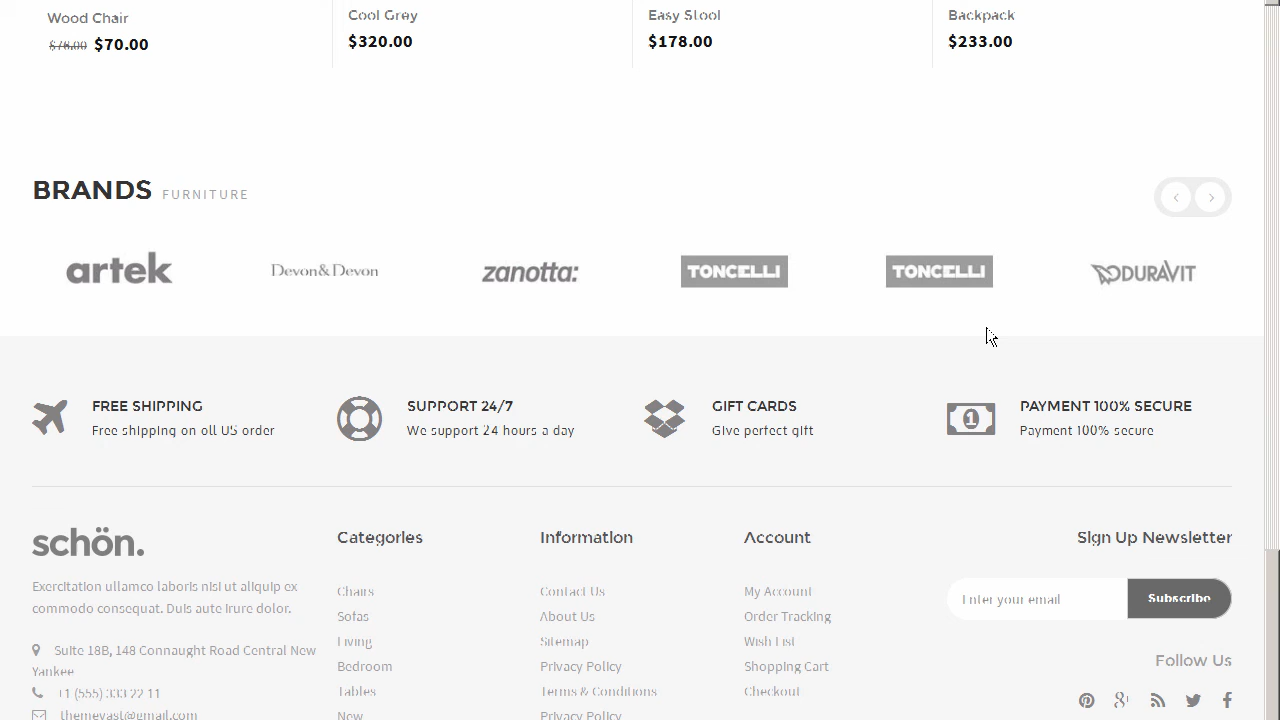 Wood Chair
Cool Grey
Easy Stool
Backpack
$76.00 $70.00
$320.00
$178.00
$233.00
BRANDS FURNITURE
artek
Devon&Devon
zanotta:
TONCELLI
TONCELLI
DURAVIT
FREE SHIPPING
Free shipping on all US order
SUPPORT 24/7
We support 24 hours a day
GIFT CARDS
Give perfect gift
1
PAYMENT 100% SECURE
Payment 100% secure
schön.
Exercitation ullamco laboris nisi ut aliquip ex
commodo consequat. Duis aute irure dolor.
Suite 18B, 148 Connaught Road Central New
Yankee
+1 (555) 333 22 11
themevast@gmail.com
Categories
Chairs
Sofas
Living
Bedroom
Tables
New
Information
Contact Us
About Us
Sitemap
Privacy Policy
Terms & Conditions
Privacy Policy
Account
My Account
Order Tracking
Wish List
Shopping Cart
Checkout
Sign Up Newsletter
Enter your email
Subscribe
Follow Us